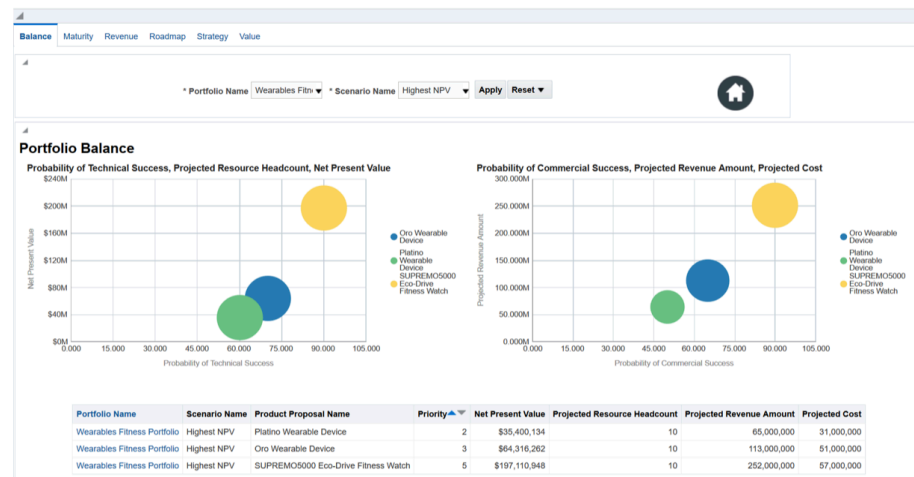 Balance Maturity Revenue Roadmap Strategy Value
* Portfolio Name Wearables Fitn * Scenario Name Highest NPV Apply Reset
Portfolio Balance
Probability of Technical Success, Projected Resource Headcount, Net Present Value
$240M
$200M
$160M
$120M
$80M
$40M
$0M
Net Present Value
0.000 15.000 30.000 45.000 60.000 75.000 90.000 105.000
Probability of Technical Success
Oro Wearable
Device
Platino
Wearable
Device
SUPREMO5000
Eco-Drive
Fitness Watch
Probability of Commercial Success, Projected Revenue Amount, Projected Cost
300.000M
250.000M
200.000M
150.000M
100.000M
50.000M
0.000M
Projected Revenue Amount
0.000 15.000 30.000 45.000 60.000 75.000 90.000 105.000
Probability of Commercial Success
Oro Wearable
Device
Platino
Wearable
Device
SUPREMO5000
Eco-Drive
Fitness Watch
Portfolio Name Scenario Name Product Proposal Name Priority Net Present Value Projected Resource Headcount Projected Revenue Amount Projected Cost
Wearables Fitness Portfolio Highest NPV Platino Wearable Device 2 $35,400,134 10 65,000,000 31,000,000
Wearables Fitness Portfolio Highest NPV Oro Wearable Device 3 $64,316,262 10 113,000,000 51,000,000
Wearables Fitness Portfolio Highest NPV SUPREMO5000 Eco-Drive Fitness Watch 5 $197,110,948 10 252,000,000 57,000,000